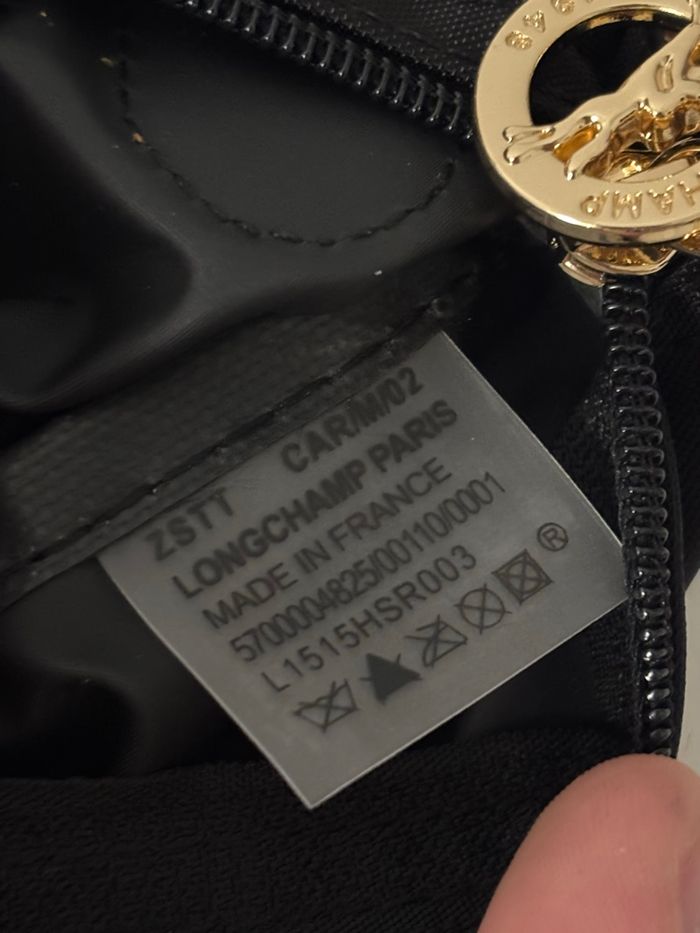 ZSTT CAR/M/02
LONGCHAMP PARIS
MADE IN FRANCE
5700004825/00110/0001
L1515HSR003
®